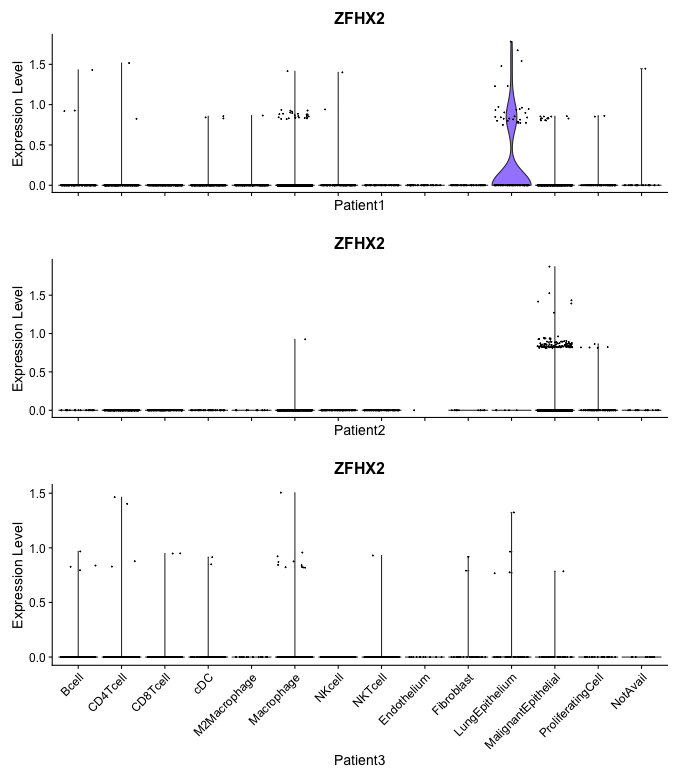 ZFHX2
Expression Level
1.5
1.0
0.5
0.0
Patient1
ZFHX2
Expression Level
1.5
1.0
0.5
0.0
Patient2
ZFHX2
Expression Level
1.5
1.0
0.5
0.0
Bcell
CD4Tcell
CD8Tcell
cDC
M2Macrophage
Macrophage
NKcell
NKTcell
Endothelium
Fibroblast
LungEpithelium
MalignantEpithelial
ProliferatingCell
NotAvail
Patient3